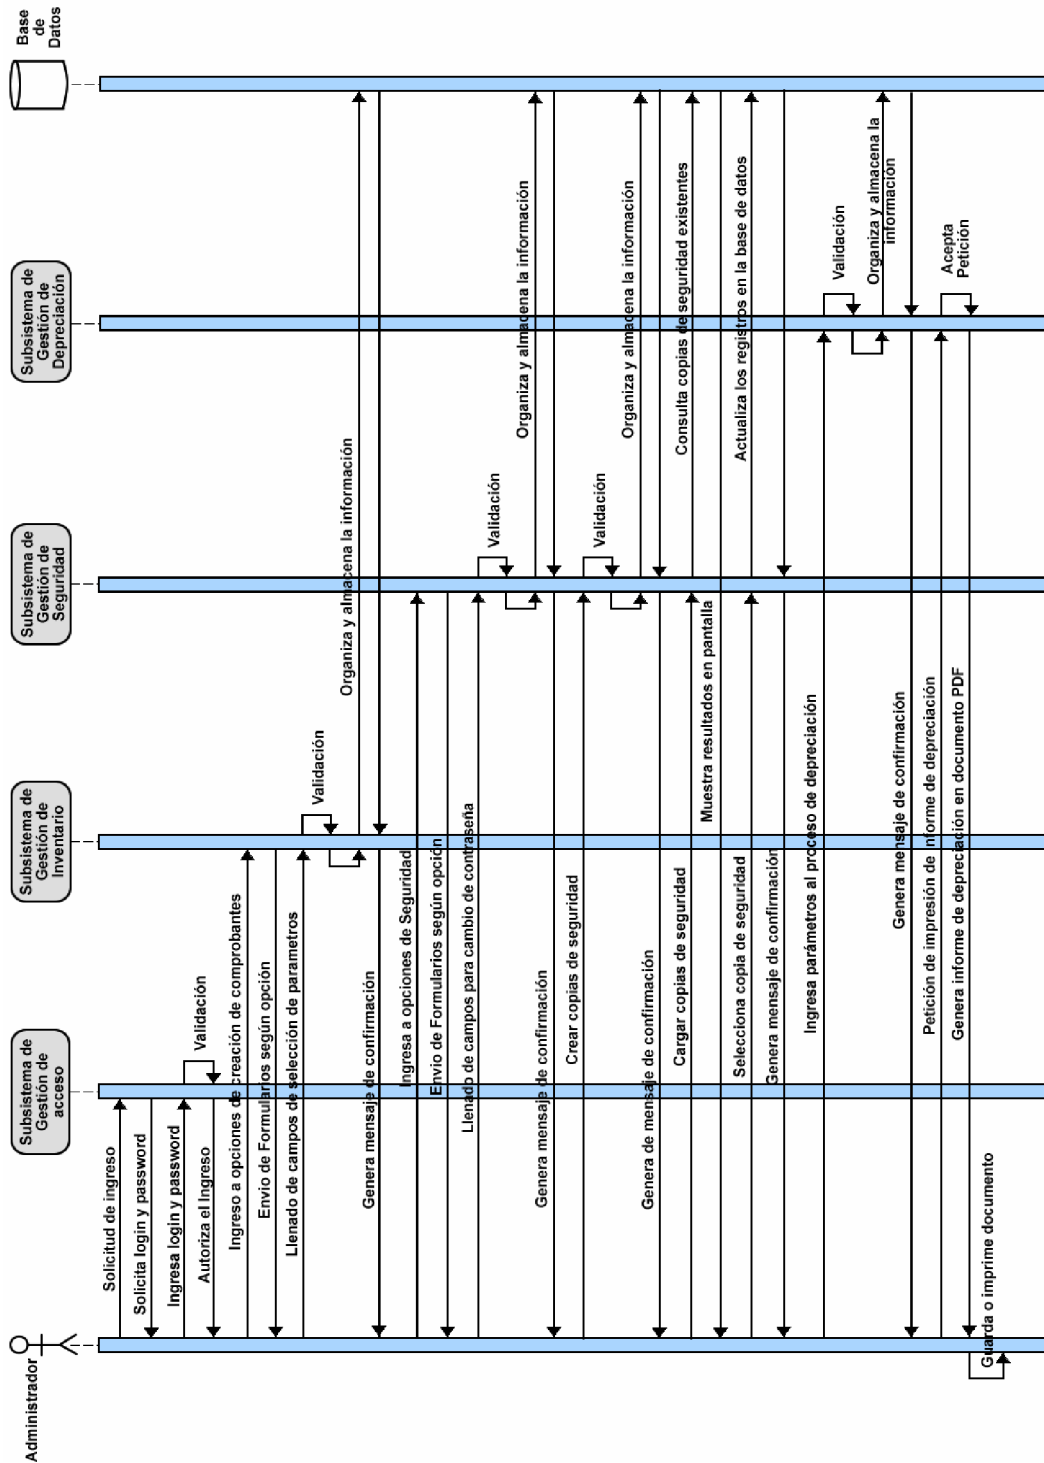 Administrador
Subsistema de
Gestión de
acceso
Subsistema de
Gestión de
Inventario
Subsistema de
Gestión de
Seguridad
Subsistema de
Gestión de
Depreciación
Base
de
Datos
Solicitud de ingreso
Solicita login y password
Ingresa login y password
Validación
Autoriza el Ingreso
Ingreso a opciones de creación de comprobantes
Envio de Formularios según opción
Llenado de campos de selección de parametros
Validación
Organiza y almacena la información
Genera mensaje de confirmación
Ingresa a opciones de Seguridad
Envio de Formularios según opción
Llenado de campos para cambio de contraseña
Validación
Organiza y almacena la información
Genera mensaje de confirmación
Crear copias de seguridad
Validación
Organiza y almacena la información
Genera de mensaje de confirmación
Cargar copias de seguridad
Consulta copias de seguridad existentes
Muestra resultados en pantalla
Selecciona copia de seguridad
Actualiza los registros en la base de datos
Genera mensaje de confirmación
Ingresa parámetros al proceso de depreciación
Validación
Organiza y almacena la
información
Genera mensaje de confirmación
Petición de impresión de informe de depreciación
Acepta
Petición
Genera informe de depreciación en documento PDF
Guarda o imprime documento